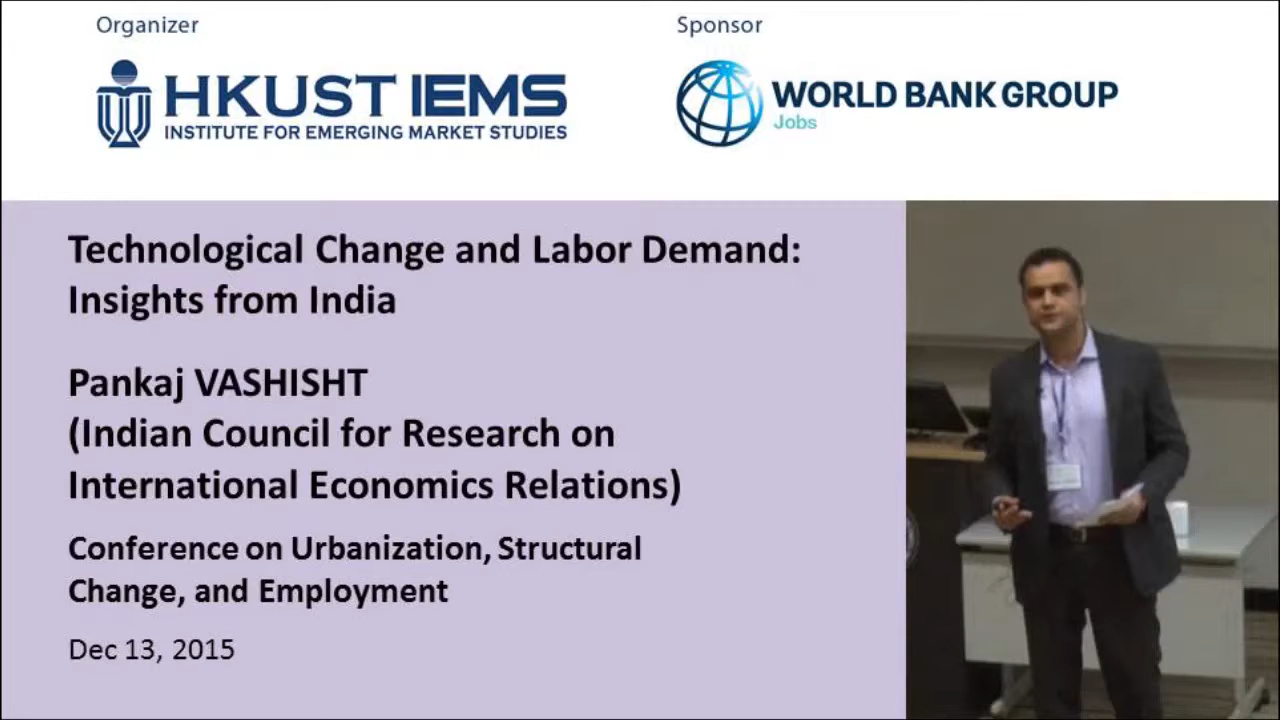 Organizer
Sponsor
HKUST IEMS
INSTITUTE FOR EMERGING MARKET STUDIES
WORLD BANK GROUP
Jobs
Technological Change and Labor Demand:
Insights from India
Pankaj VASHISHT
(Indian Council for Research on
International Economics Relations)
Conference on Urbanization, Structural
Change, and Employment
Dec 13, 2015